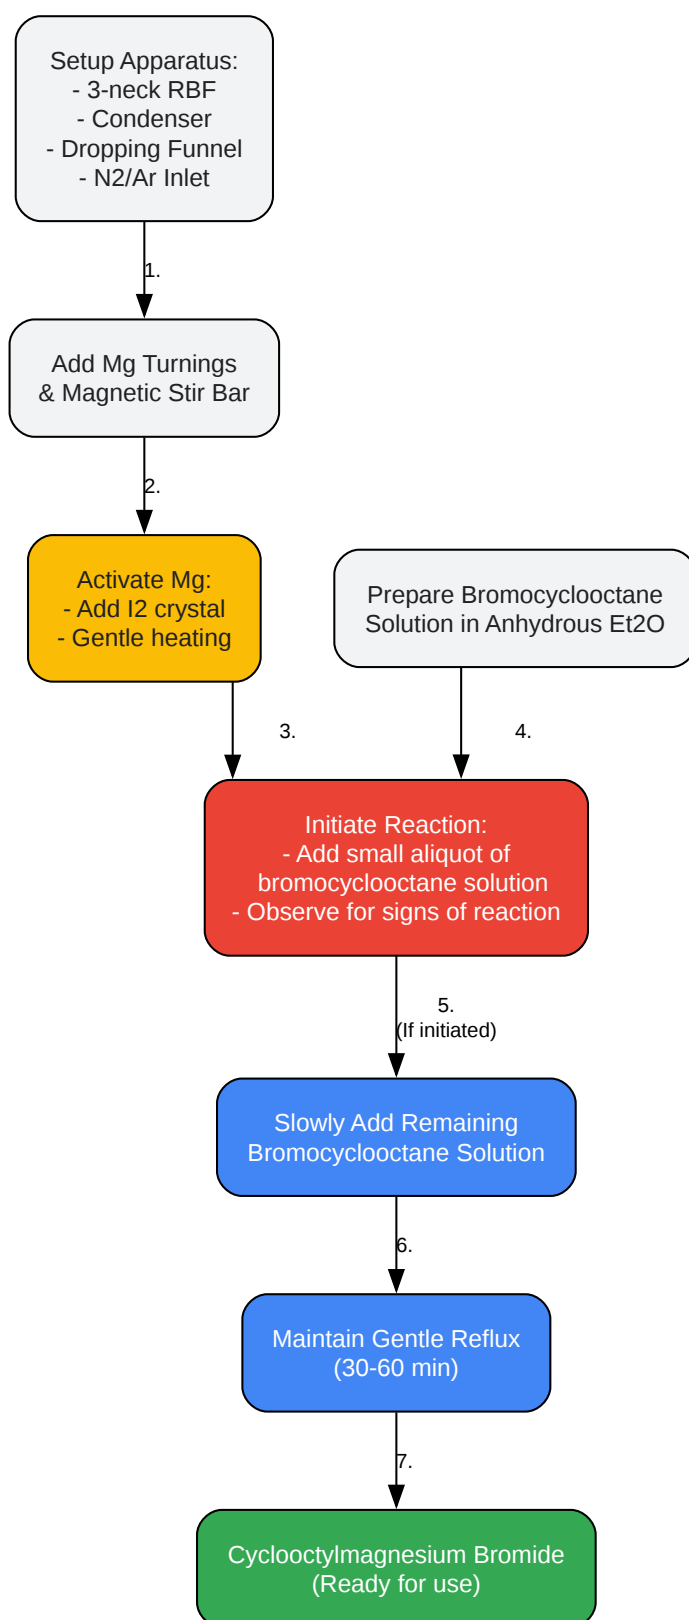 Setup Apparatus:
- 3-neck RBF
- Condenser
- Dropping Funnel
- N2/Ar Inlet
1.
Add Mg Turnings
& Magnetic Stir Bar
2.
Activate Mg:
- Add I2 crystal
- Gentle heating
Prepare Bromocyclooctane
Solution in Anhydrous Et2O
3.
4.
Initiate Reaction:
- Add small aliquot of
bromocyclooctane solution
- Observe for signs of reaction
5.
(If initiated)
Slowly Add Remaining
Bromocyclooctane Solution
6.
Maintain Gentle Reflux
(30-60 min)
7.
Cyclooctylmagnesium Bromide
(Ready for use)